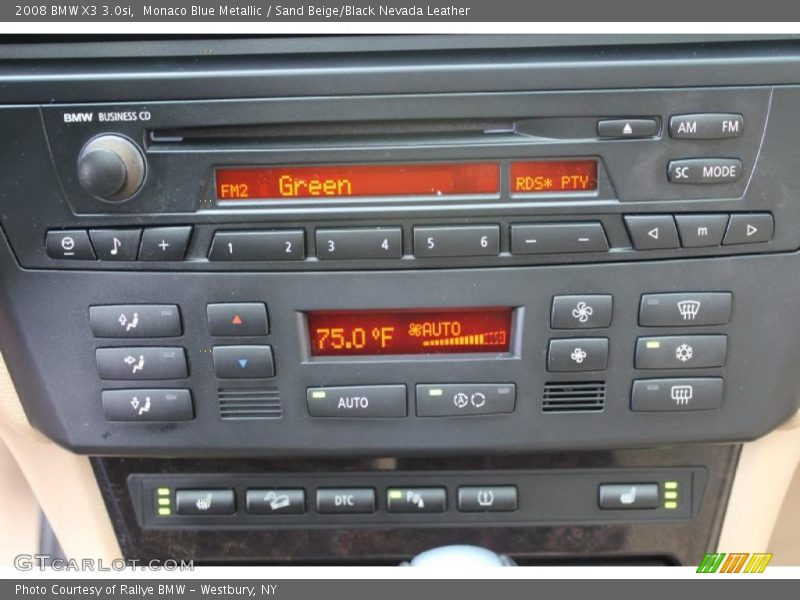 2008 BMW X3 3.0si, Monaco Blue Metallic / Sand Beige/Black Nevada Leather
BMW BUSINESS CD
AM FM
SC MODE
FM2 Green
RDS* PTY
+ 1 2 3 4 5 6 – – m
75.0 °F AUTO
AUTO
A
DTC
P
GTCARLOT.COM
Photo Courtesy of Rallye BMW – Westbury, NY